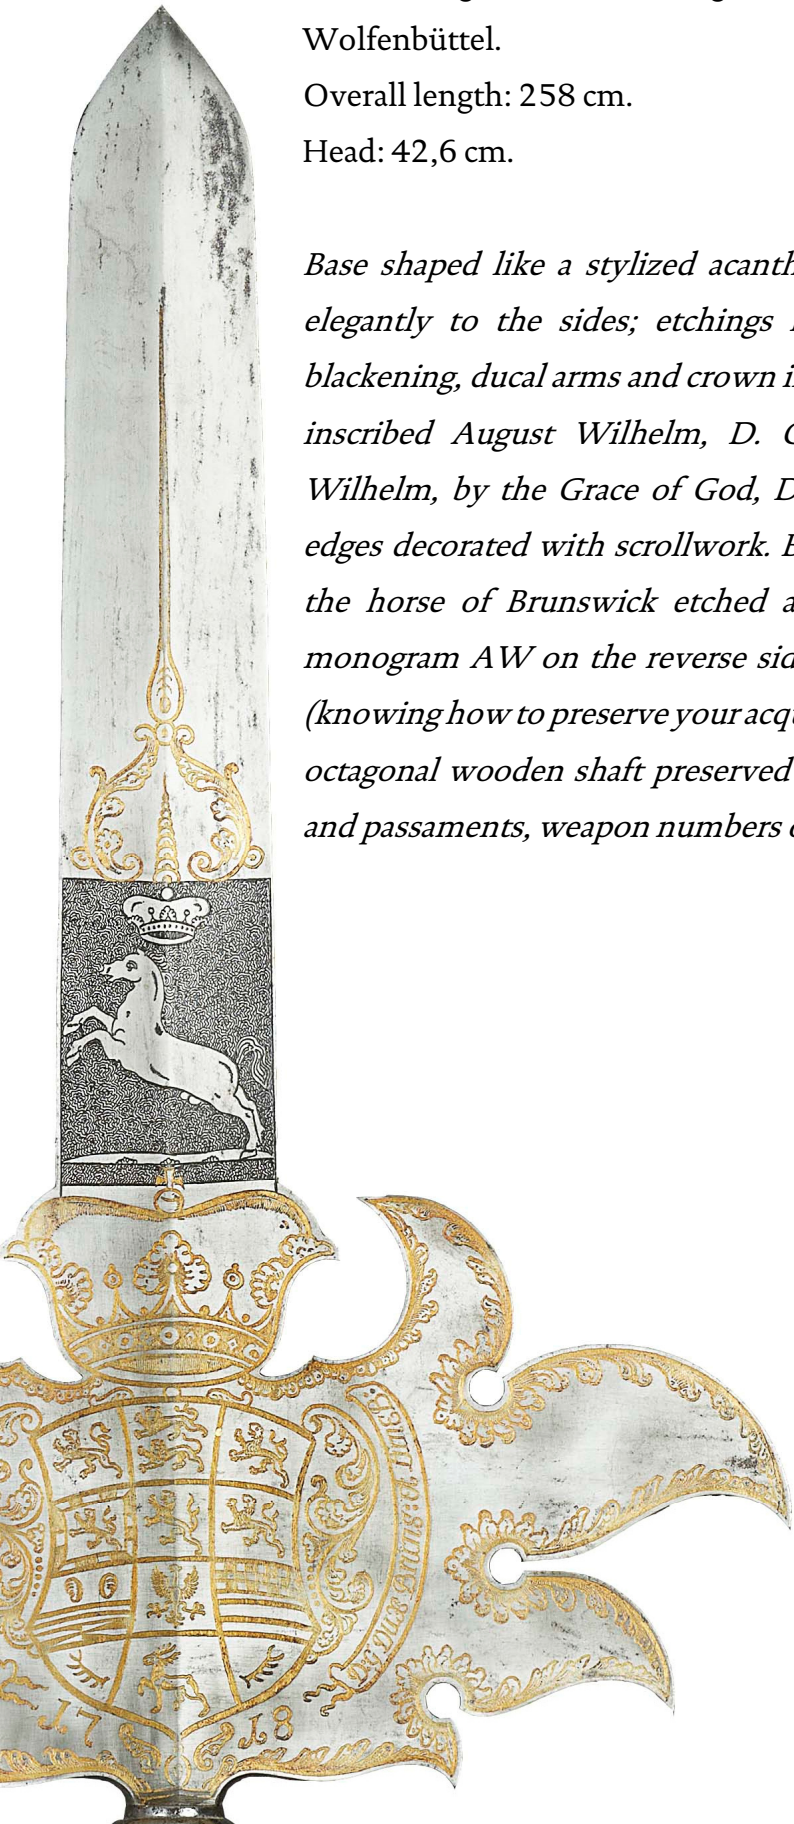 Wolfenbüttel.
Overall length: 258 cm.
Head: 42,6 cm.
Base shaped like a stylized
elegantly to the sides; etchings
blackening, ducal arms and crown
inscribed August Wilhelm, D.
Wilhelm, by the Grace of God,
edges decorated with scrollwork.
the horse of Brunswick etched
monogram AW on the reverse
(knowing how to preserve your
octagonal wooden shaft preserved
and passaments, weapon numbers
17 18